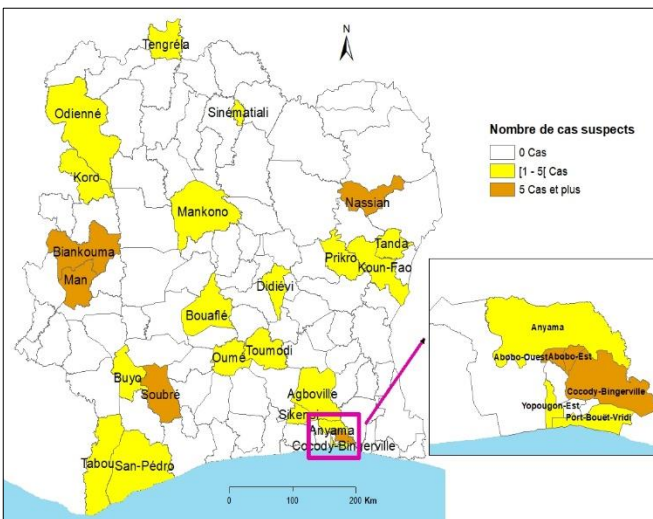 Tengréla
N
Odienné
Sinématiali
Nombre de cas suspects
0 Cas
[1 - 5[ Cas
5 Cas et plus
Koro
Nassian
Mankono
Biankouma
Tanda
Prikro
Koun-Fao
Man
Didiévi
Bouaflé
Anyama
Oumé
Toumodi
Abobo-Ouest
Abobo-Est
Buyo
Soubré
Agboville
Cocody-Bingerville
Yopougon-Est
Port-Bouët-Vridi
Anyama
Cocody-Bingerville
Tabou
San-Pédro
0
100
200
Km